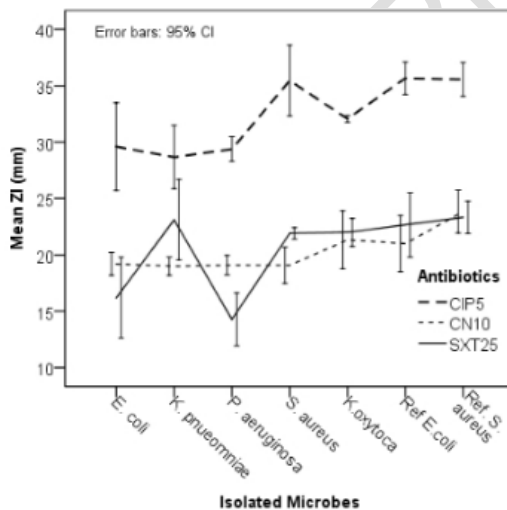 Error bars: 95% CI
40
35
30
25
20
15
10
Mean ZI (mm)
Antibiotics
CIP5
CN10
SXT25
E. coli
K. pnueomniae
P. aeruginosa
S. aureus
K.oxytoca
Ref E.coli
Ref. S.
aureus
Isolated Microbes